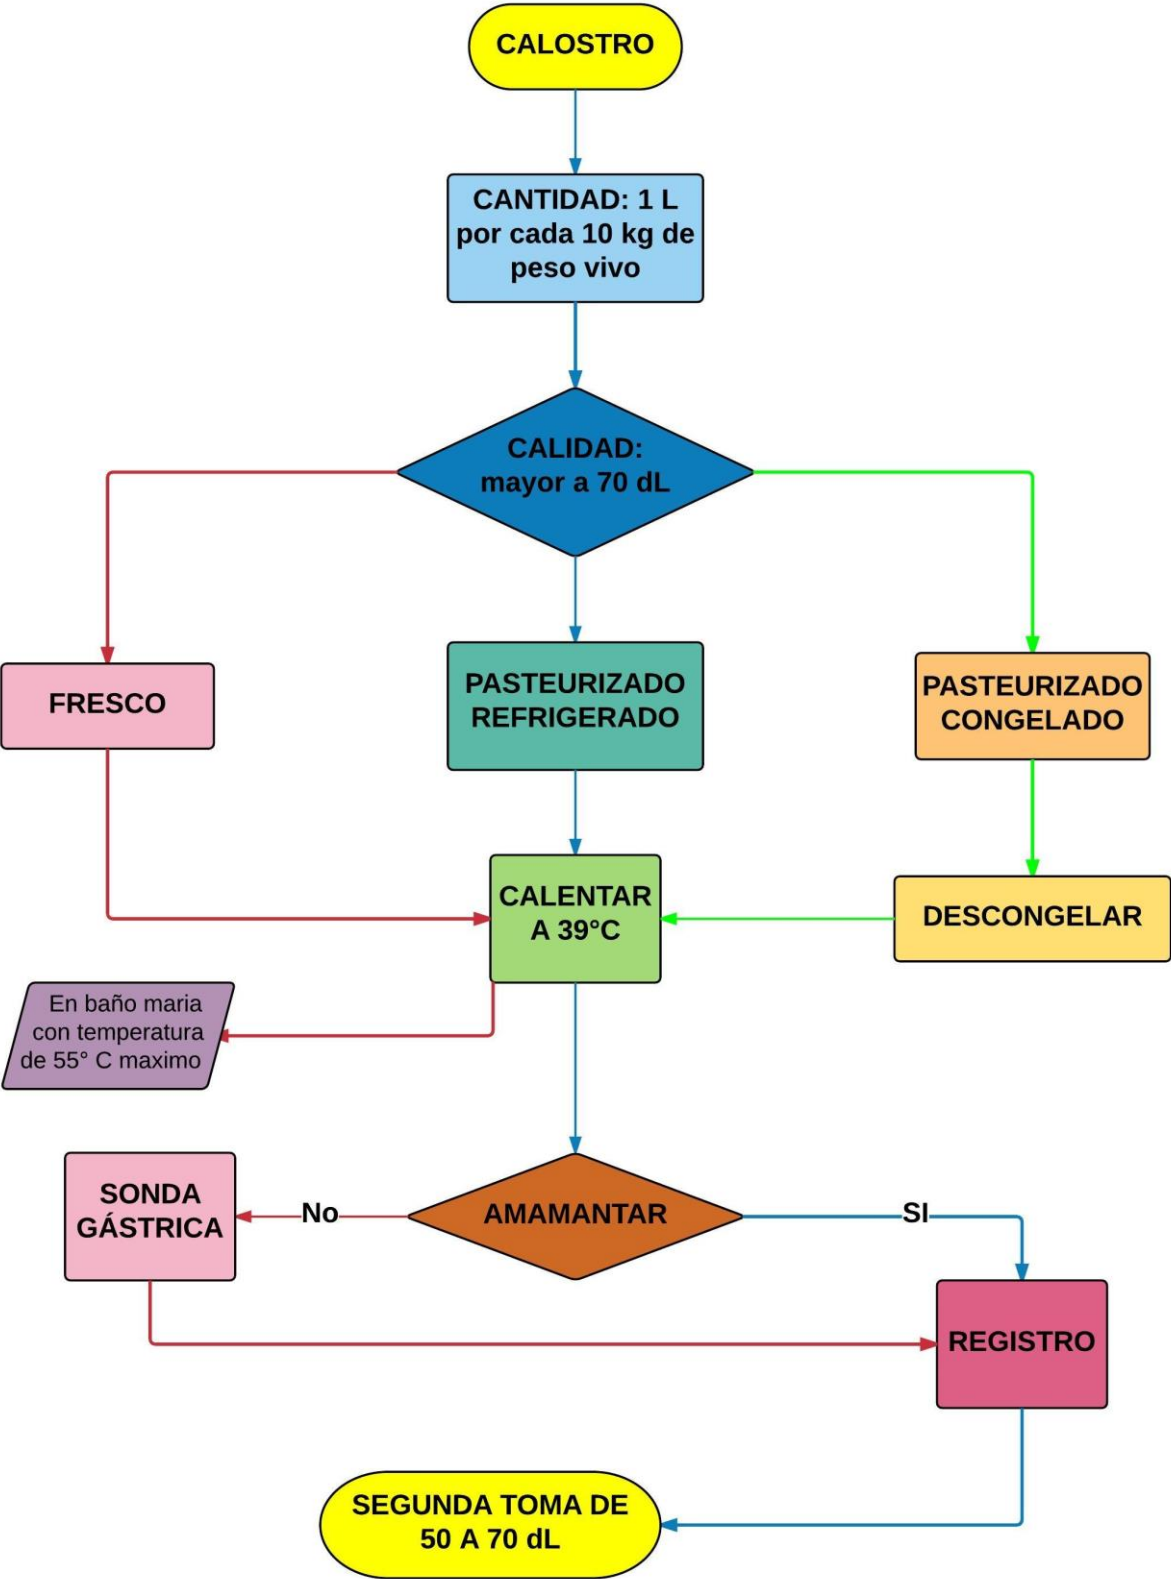 CALOSTRO
CANTIDAD: 1 L
por cada 10 kg de
peso vivo
CALIDAD:
mayor a 70 dL
FRESCO
PASTEURIZADO
REFRIGERADO
PASTEURIZADO
CONGELADO
CALENTAR
A 39°C
DESCONGELAR
En baño maria
con temperatura
de 55° C maximo
SONDA
GÁSTRICA
No
AMAMANTAR
SI
REGISTRO
SEGUNDA TOMA DE
50 A 70 dL